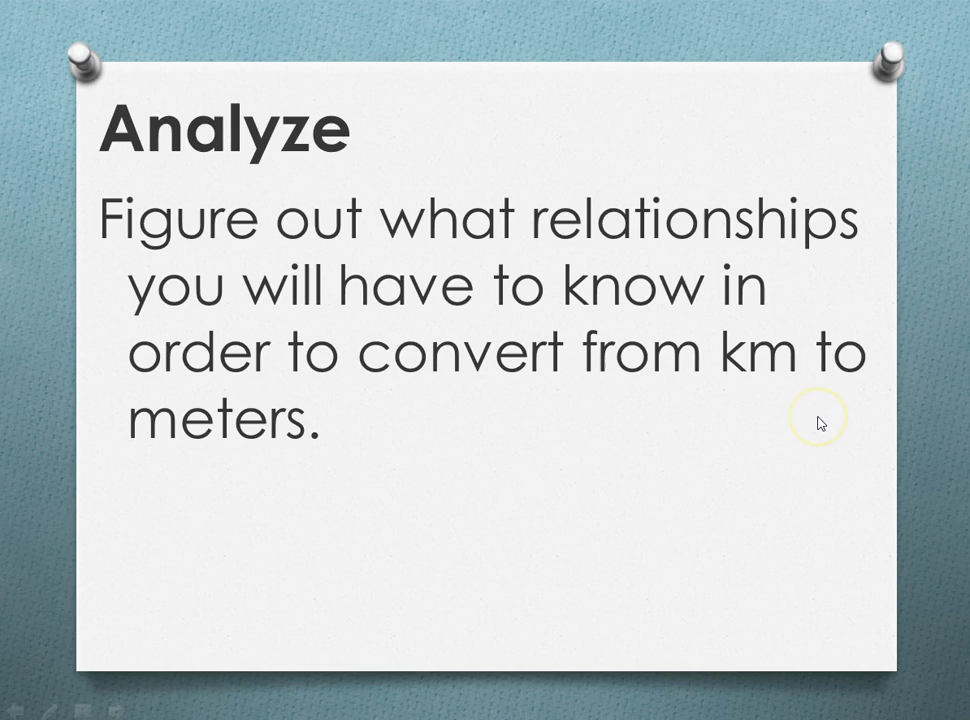 Analyze
Figure out what relationships
you will have to know in
order to convert from km to
meters.